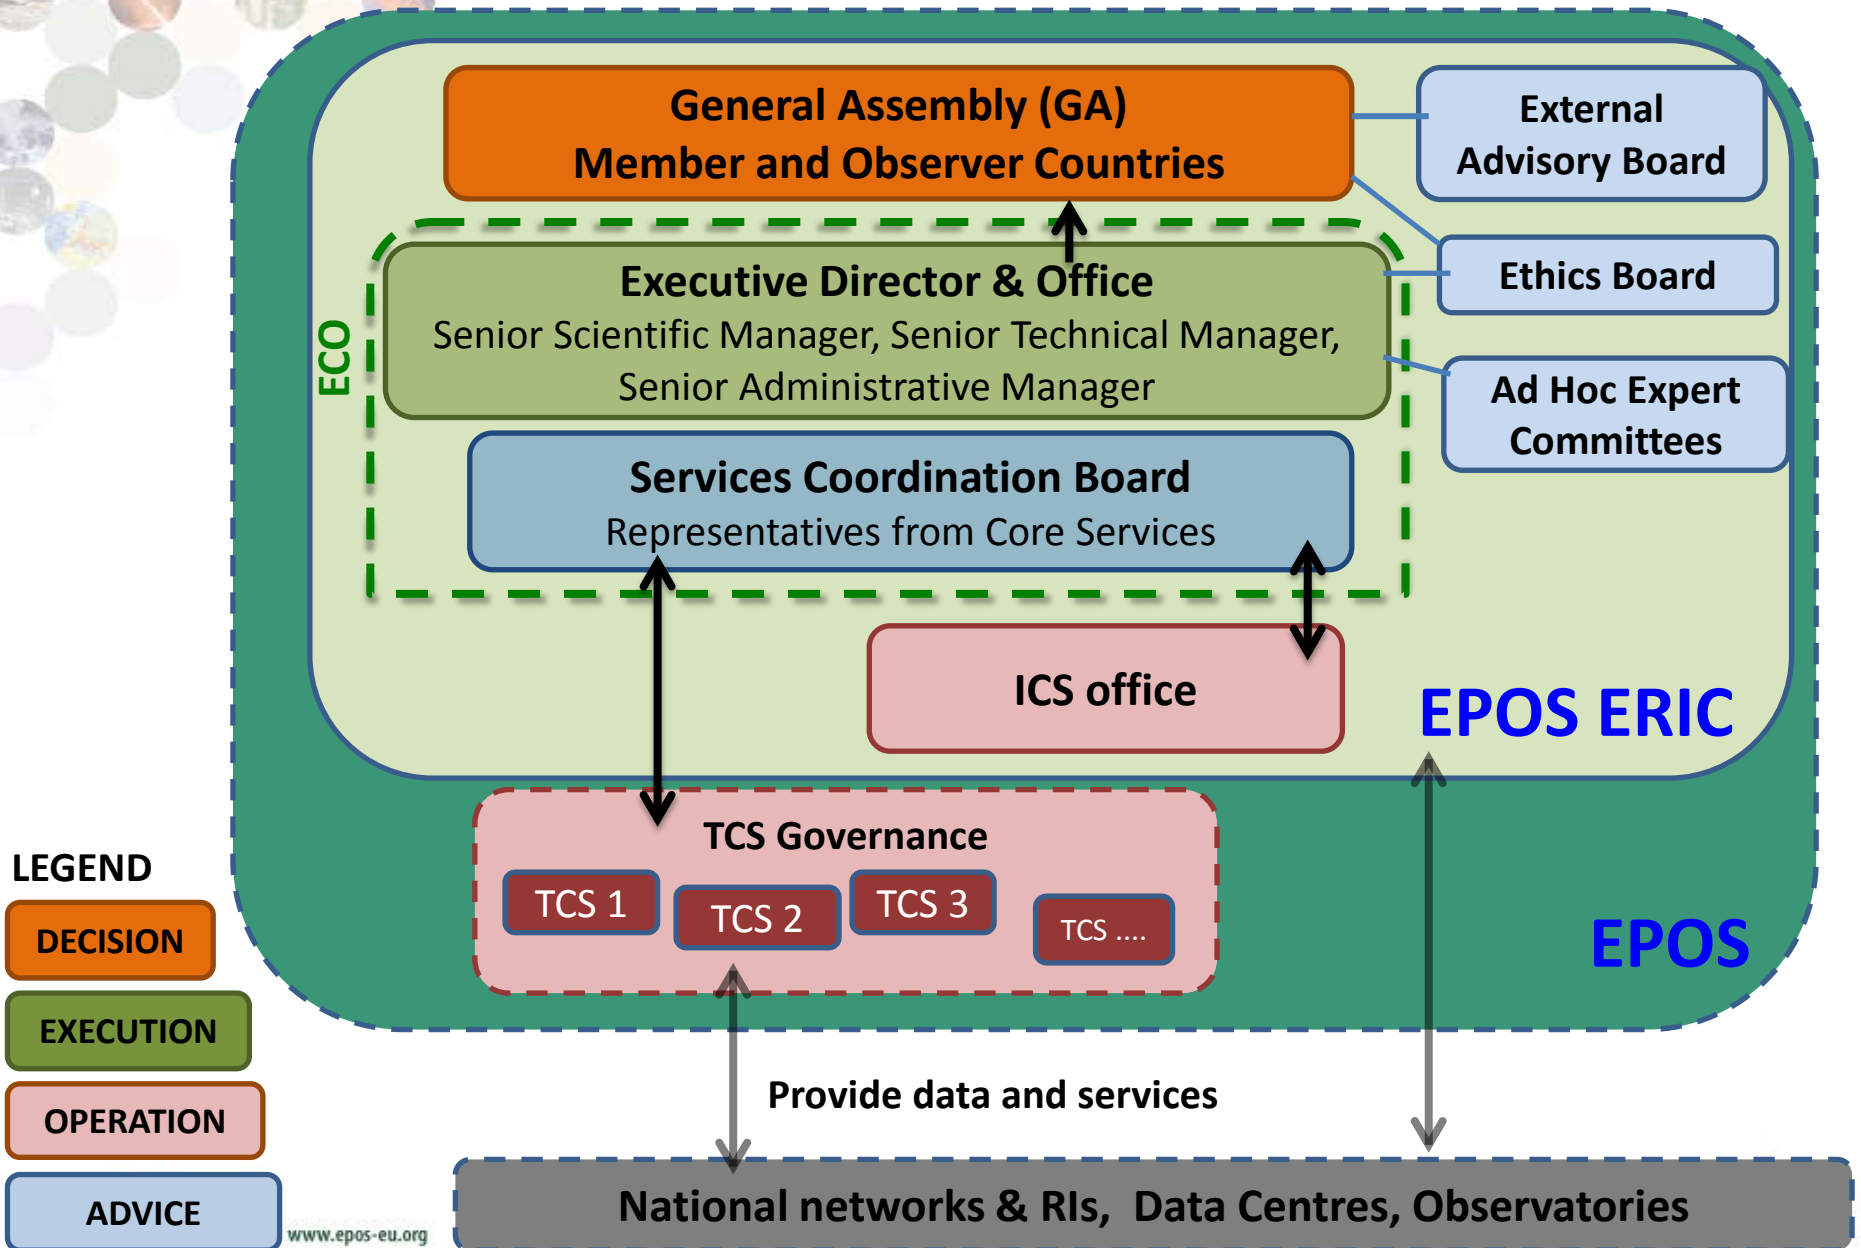 General Assembly (GA)
Member and Observer Countries
External
Advisory Board
Executive Director & Office
Senior Scientific Manager, Senior Technical Manager,
Senior Administrative Manager
Ethics Board
ECO
Ad Hoc Expert
Committees
Services Coordination Board
Representatives from Core Services
ICS office
EPOS ERIC
TCS Governance
TCS 1
TCS 2
TCS 3
TCS ....
EPOS
LEGEND
DECISION
EXECUTION
OPERATION
ADVICE
Provide data and services
National networks & RIs, Data Centres, Observatories
www.epos-eu.org